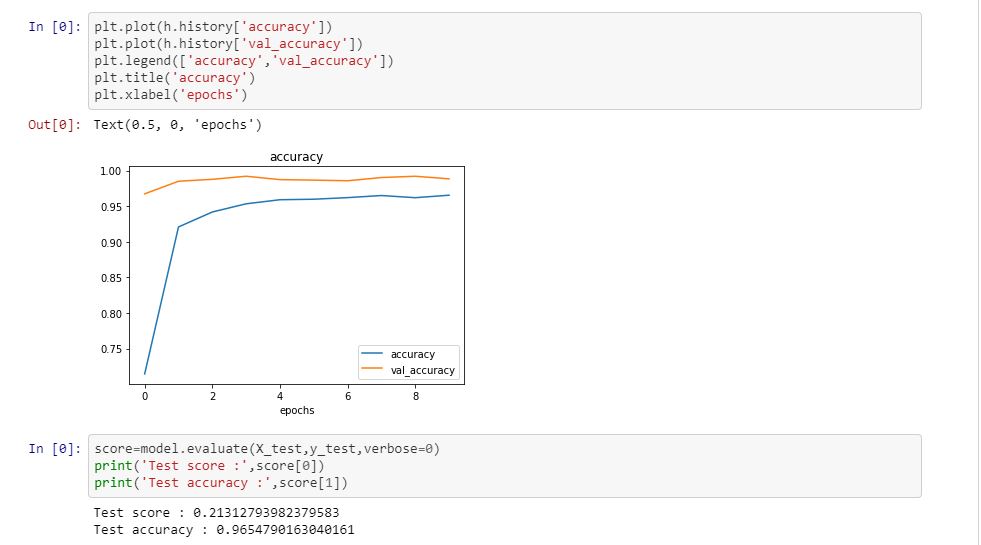 In [0]: plt.plot(h.history['accuracy'])
plt.plot(h.history['val_accuracy'])
plt.legend(['accuracy','val_accuracy'])
plt.title('accuracy')
plt.xlabel('epochs')
Out[0]: Text(0.5, 0, 'epochs')
accuracy
1.00
0.95
0.90
0.85
0.80
0.75
accuracy
val_accuracy
0 2 4 6 8
epochs
In [0]: score=model.evaluate(X_test,y_test,verbose=0)
print('Test score :',score[0])
print('Test accuracy :',score[1])
Test score : 0.21312793982379583
Test accuracy : 0.9654790163040161